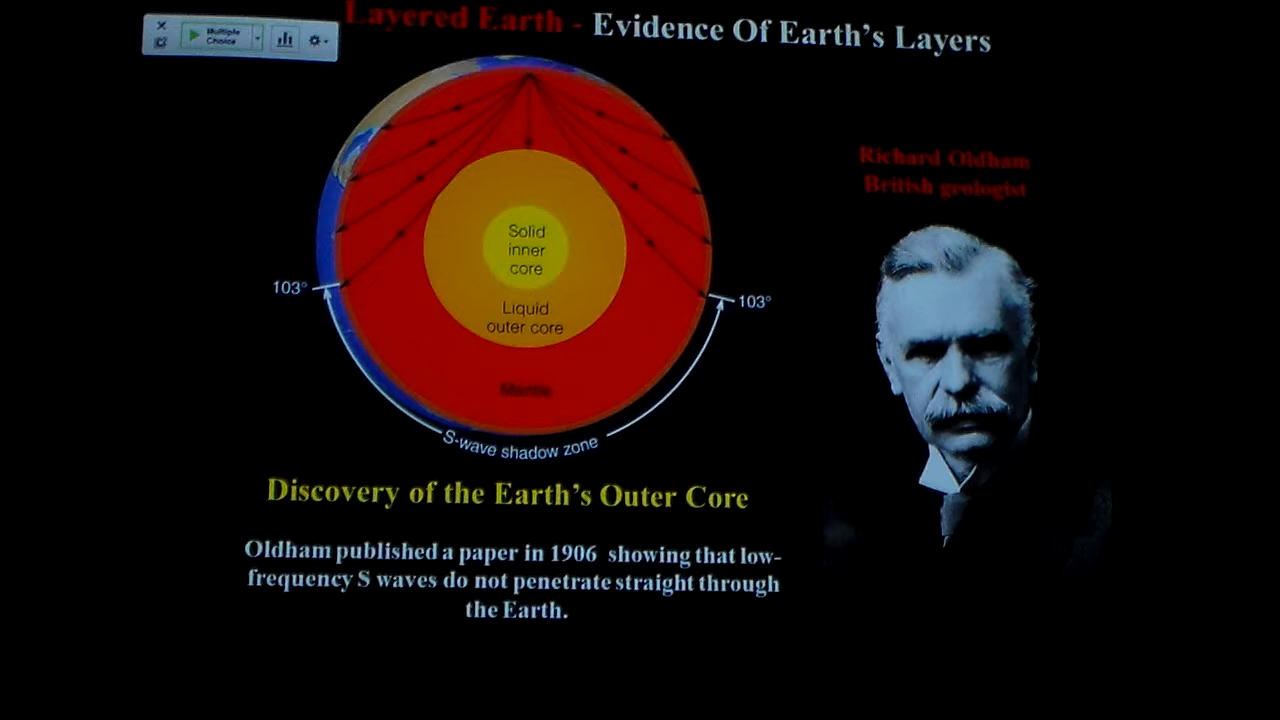 Layered Earth - Evidence Of Earth's Layers
Multiple
Choice
Richard Oldham
British geologist
Solid
inner
core
Liquid
outer core
Mantle
103°
103°
S-wave shadow zone
Discovery of the Earth's Outer Core
Oldham published a paper in 1906 showing that low-
frequency S waves do not penetrate straight through
the Earth.